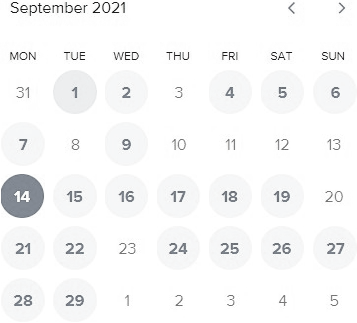 September 2021
MON TUE WED THU FRI SAT SUN
31 1 2 3 4 5 6
7 8 9 10 11 12 13
14 15 16 17 18 19 20
21 22 23 24 25 26 27
28 29 1 2 3 4 5